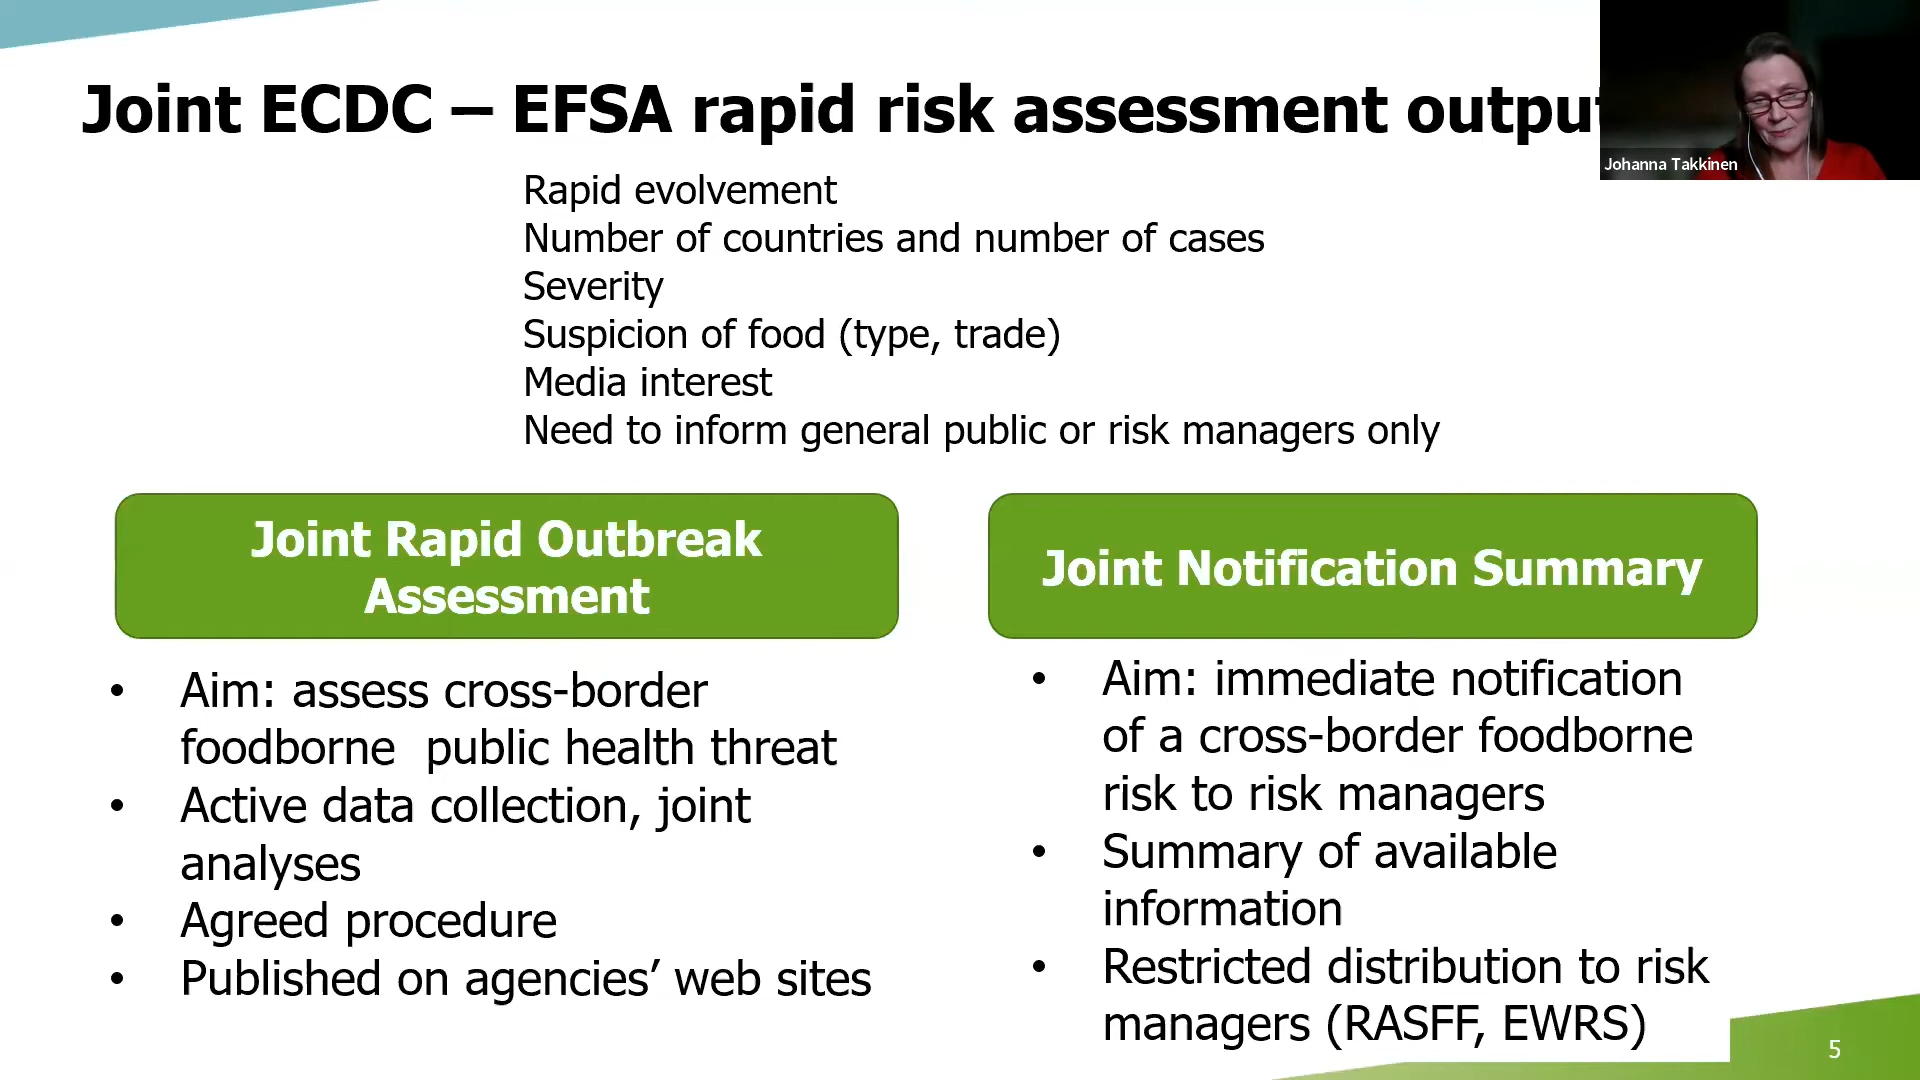 Joint ECDC – EFSA rapid risk assessment output
Johanna Takkinen
Rapid evolvement
Number of countries and number of cases
Severity
Suspicion of food (type, trade)
Media interest
Need to inform general public or risk managers only
Joint Rapid Outbreak
Assessment
• Aim: assess cross-border
foodborne  public health threat
• Active data collection, joint
analyses
• Agreed procedure
• Published on agencies’ web sites
Joint Notification Summary
• Aim: immediate notification
of a cross-border foodborne
risk to risk managers
• Summary of available
information
• Restricted distribution to risk
managers (RASFF, EWRS)
5